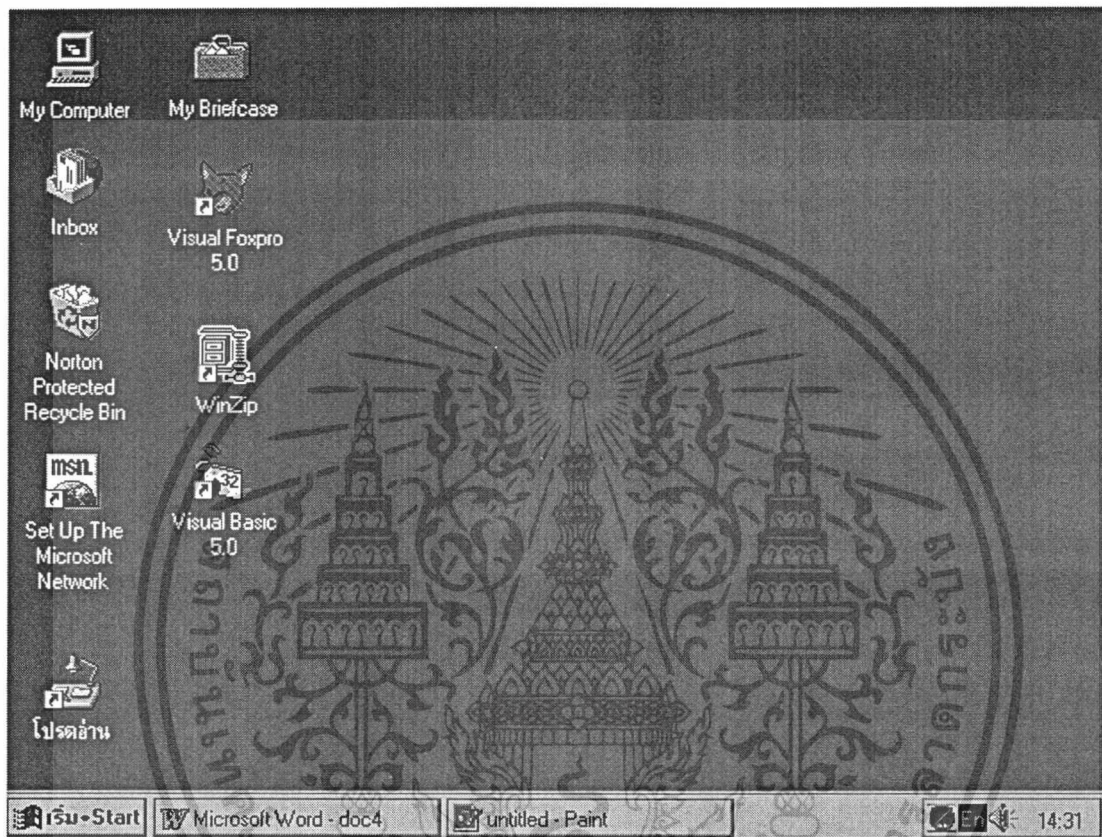 My Computer
My Briefcase
Inbox
Visual Foxpro
5.0
Norton
Protected
Recycle Bin
WinZip
msn.
Set Up The
Microsoft
Network
32
Visual Basic
5.0
โปรดอ่าน
เริ่ม+Start
Microsoft Word - doc4
untitled - Paint
En
14:31